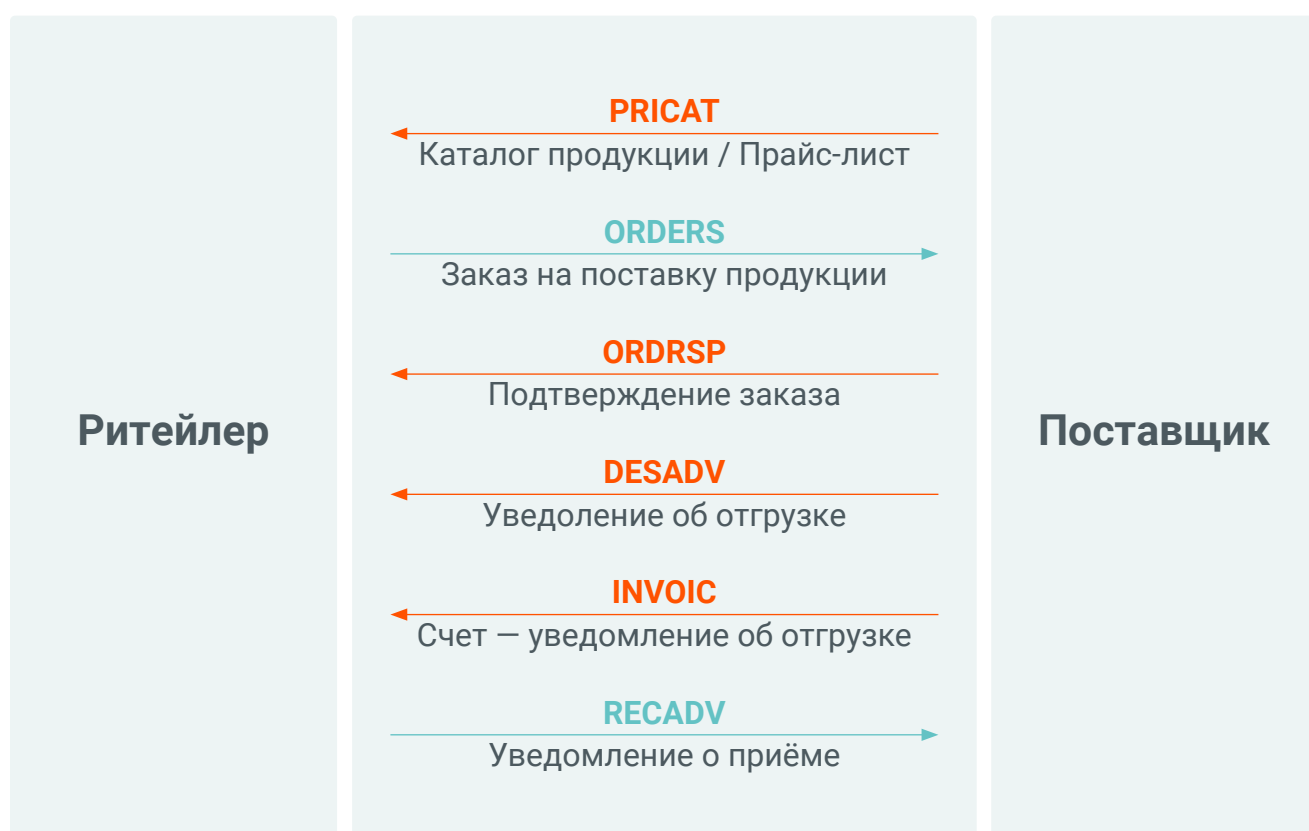 PRICAT
Каталог продукции / Прайс-лист
ORDERS
Заказ на поставку продукции
ORDRSP
Подтверждение заказа
Ритейлер
Поставщик
DESADV
Уведоление об отгрузке
INVOIC
Счет — уведомление об отгрузке
RECADV
Уведомление о приёме